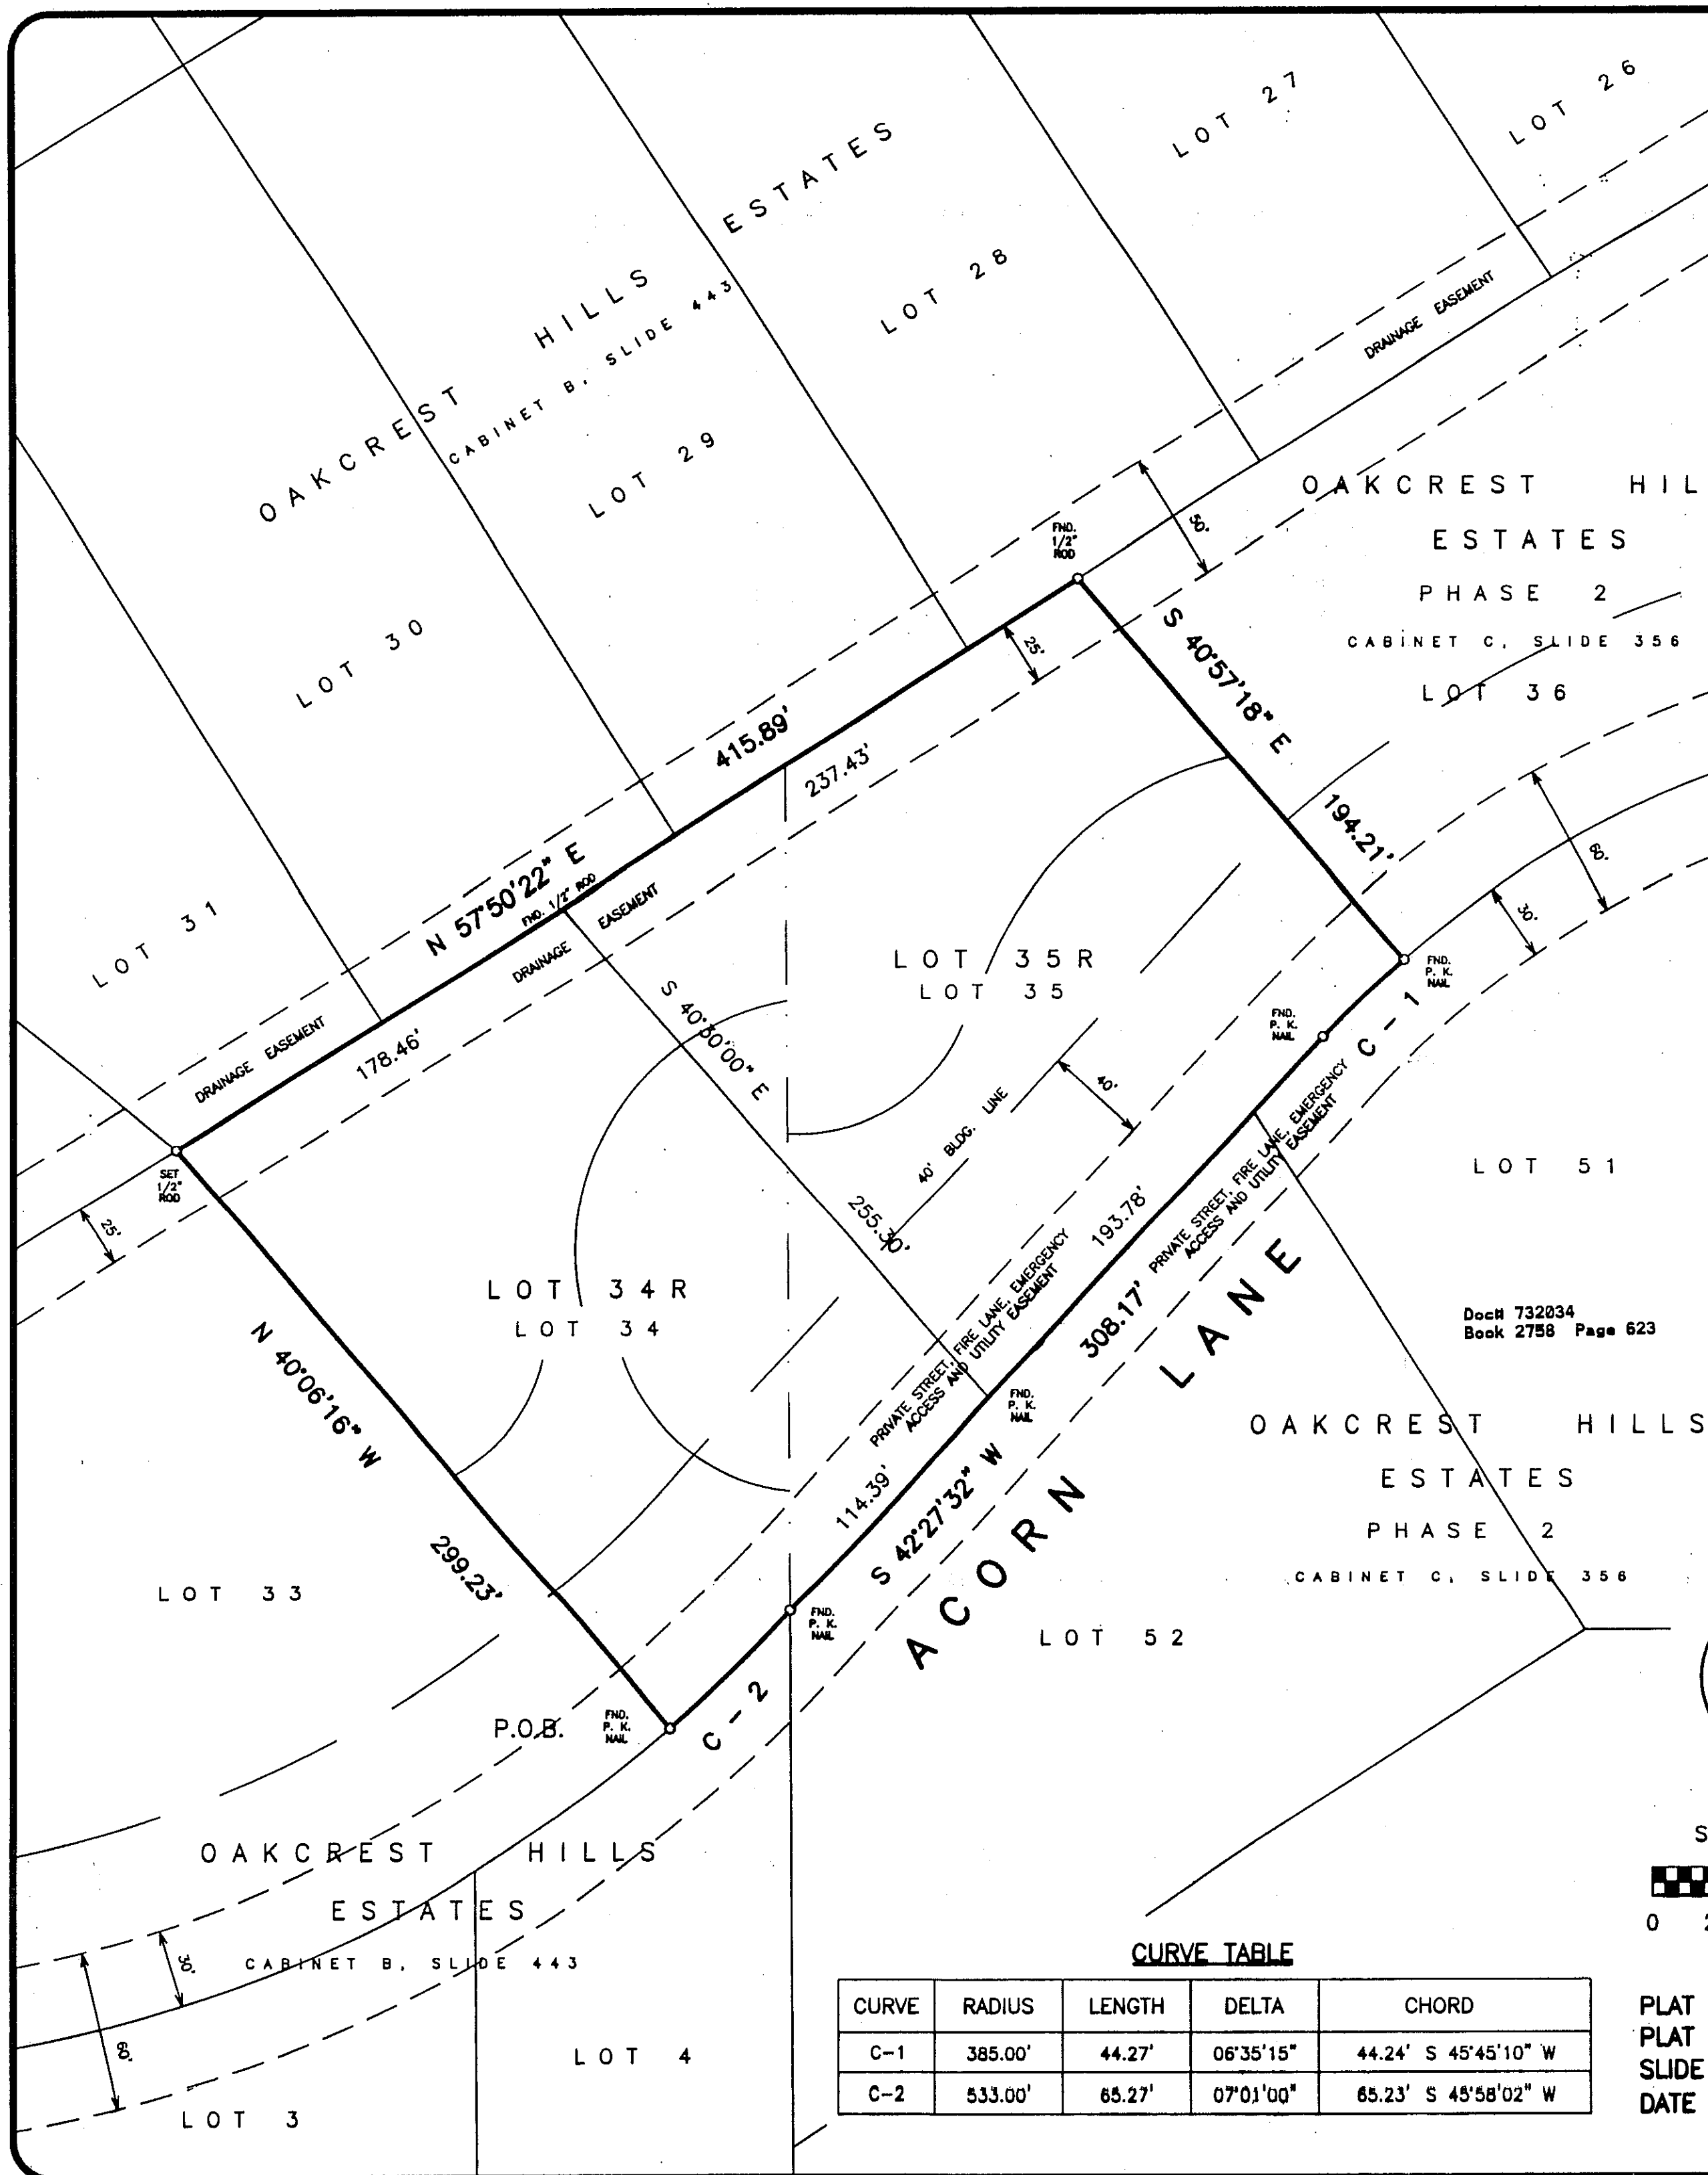 LOT 26
LOT 27
OAKCREST HILLS ESTATES
CABINET B, SLIDE 443
LOT 28
LOT 29
LOT 30
LOT 31
DRAINAGE EASEMENT
OAKCREST HIL
ESTATES
PHASE 2
CABINET C, SLIDE 356
LOT 36
50'
FND.
1/2"
ROD
25'
S 40°57'18" E
194.21'
415.89'
237.43'
N 57°50'22" E
FND. 1/2" ROD
DRAINAGE EASEMENT
DRAINAGE EASEMENT
178.46'
SET
1/2"
ROD
25'
60'
30'
LOT 35R
LOT 35
S 40°30'00" E
255.30'
FND.
P. K.
NAIL
C-1
FND.
P. K.
NAIL
40'
40' BLDG. LINE
193.78'
PRIVATE STREET, FIRE LANE, EMERGENCY
ACCESS AND UTILITY EASEMENT
LOT 51
LOT 34R
LOT 34
PRIVATE STREET, FIRE LANE, EMERGENCY
ACCESS AND UTILITY EASEMENT
308.17'
Doc# 732034
Book 2758 Page 623
N 40°06'16" W
299.23'
114.39'
S 42°27'32" W
FND.
P. K.
NAIL
ACORN LANE
OAKCREST HILLS
ESTATES
PHASE 2
CABINET C, SLIDE 356
LOT 33
FND.
P. K.
NAIL
LOT 52
P.O.B.
FND.
P. K.
NAIL
C-2
OAKCREST HILLS
ESTATES
CABINET B, SLIDE 443
30'
60'
LOT 4
LOT 3
S
0
CURVE TABLE
CURVE RADIUS LENGTH DELTA CHORD
C-1 385.00' 44.27' 06°35'15" 44.24' S 45°45'10" W
C-2 533.00' 65.27' 07°01'00" 65.23' S 45°58'02" W
PLAT
PLAT
SLIDE
DATE